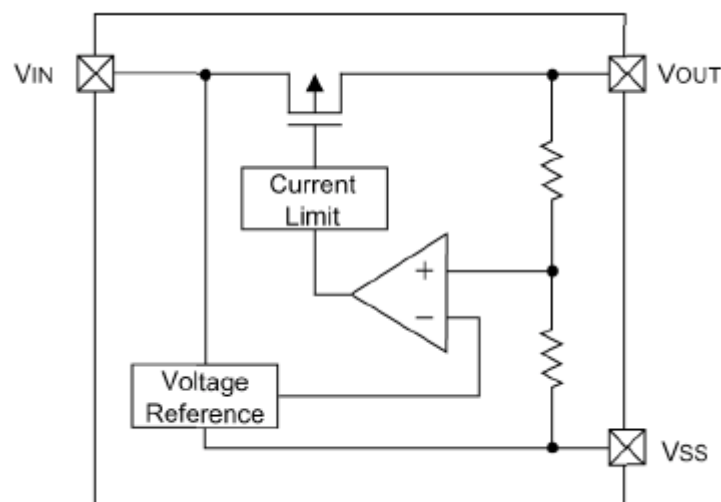 VIN
VOUT
Current
Limit
+
−
Voltage
Reference
VSS